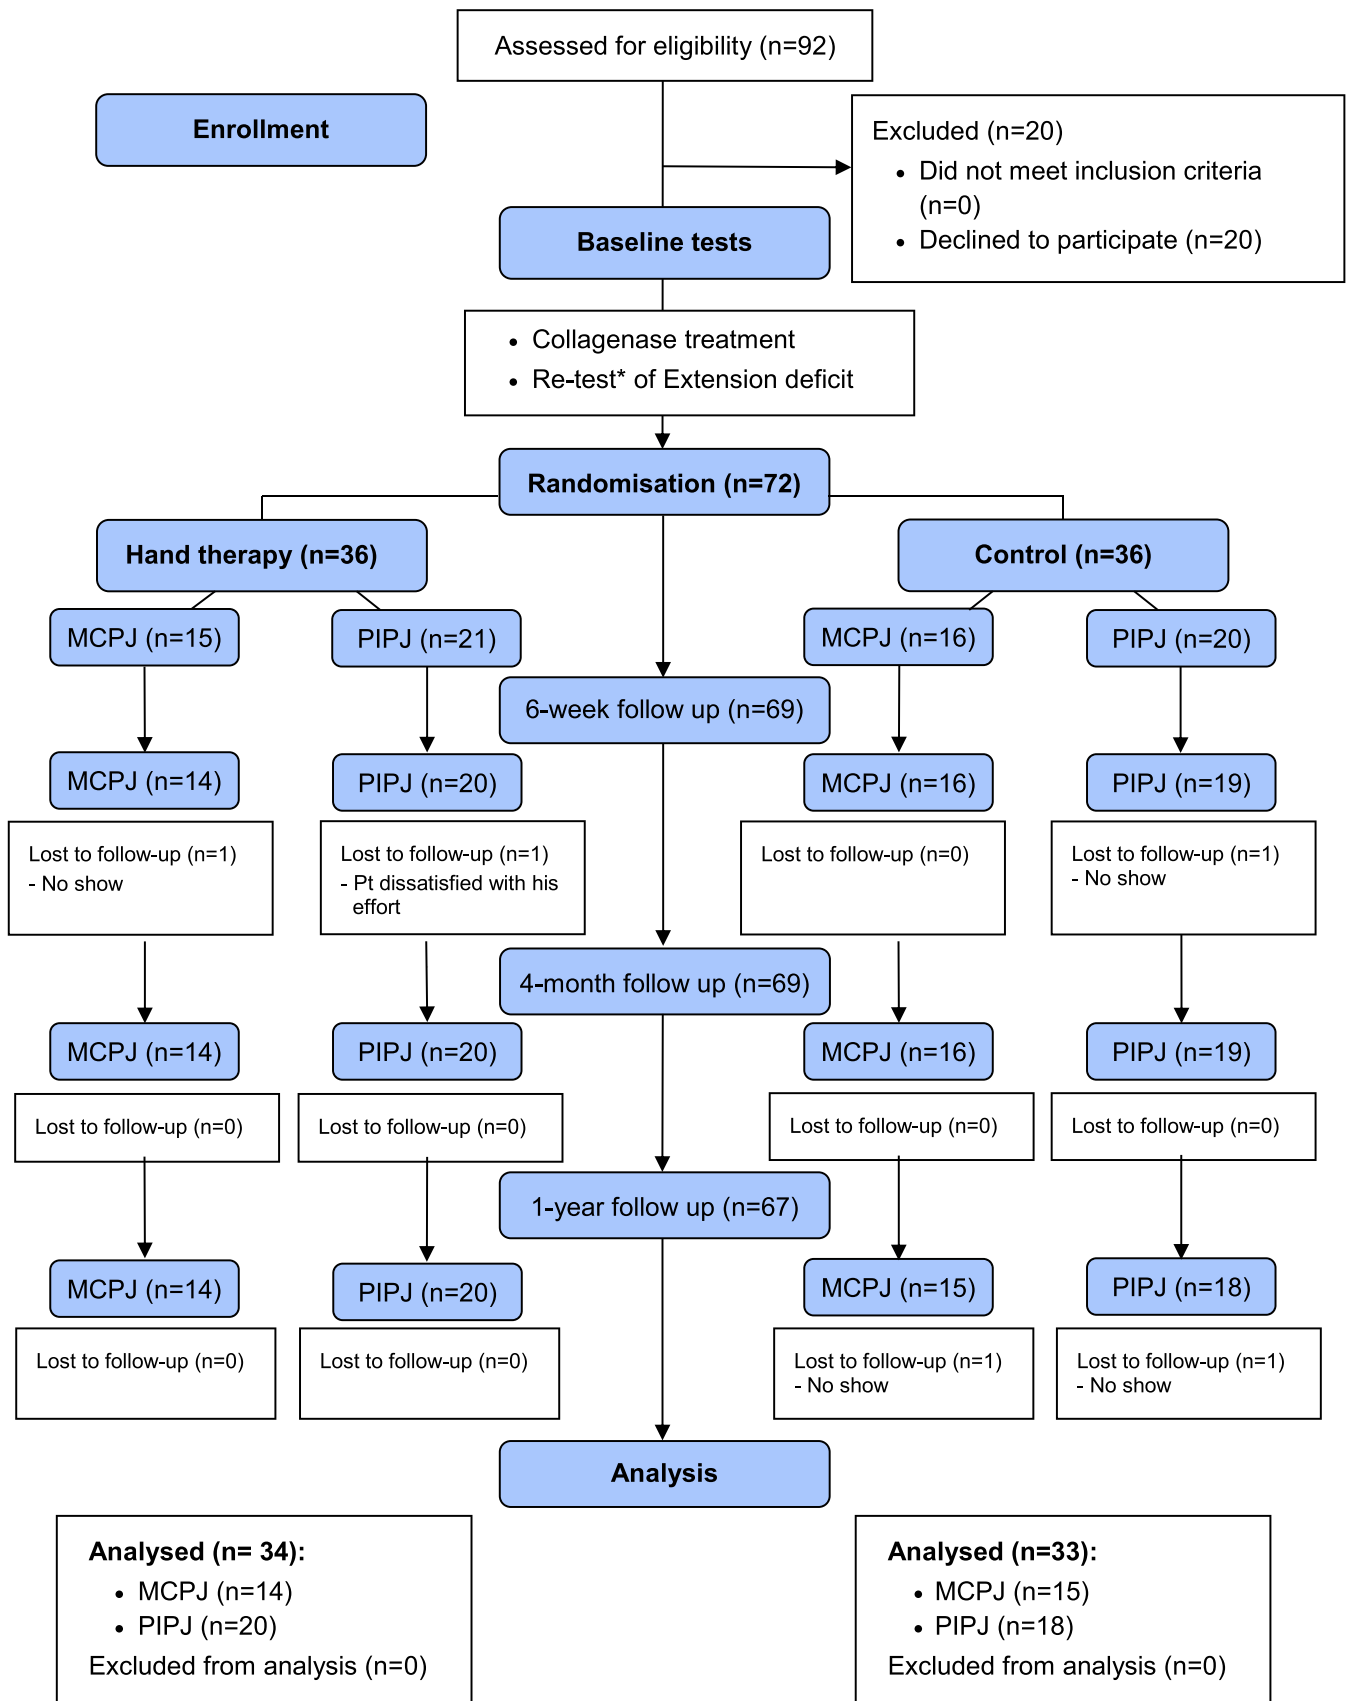 Assessed for eligibility (n=92)
Enrollment
Excluded (n=20)
• Did not meet inclusion criteria
(n=0)
• Declined to participate (n=20)
Baseline tests
• Collagenase treatment
• Re-test* of Extension deficit
Randomisation (n=72)
Hand therapy (n=36)
Control (n=36)
MCPJ (n=15)
PIPJ (n=21)
MCPJ (n=16)
PIPJ (n=20)
6-week follow up (n=69)
MCPJ (n=14)
PIPJ (n=20)
MCPJ (n=16)
PIPJ (n=19)
Lost to follow-up (n=1)
- No show
Lost to follow-up (n=1)
- Pt dissatisfied with his
effort
Lost to follow-up (n=0)
Lost to follow-up (n=1)
- No show
4-month follow up (n=69)
MCPJ (n=14)
PIPJ (n=20)
MCPJ (n=16)
PIPJ (n=19)
Lost to follow-up (n=0)
Lost to follow-up (n=0)
Lost to follow-up (n=0)
Lost to follow-up (n=0)
1-year follow up (n=67)
MCPJ (n=14)
PIPJ (n=20)
MCPJ (n=15)
PIPJ (n=18)
Lost to follow-up (n=0)
Lost to follow-up (n=0)
Lost to follow-up (n=1)
- No show
Lost to follow-up (n=1)
- No show
Analysis
Analysed (n= 34):
• MCPJ (n=14)
• PIPJ (n=20)
Excluded from analysis (n=0)
Analysed (n=33):
• MCPJ (n=15)
• PIPJ (n=18)
Excluded from analysis (n=0)